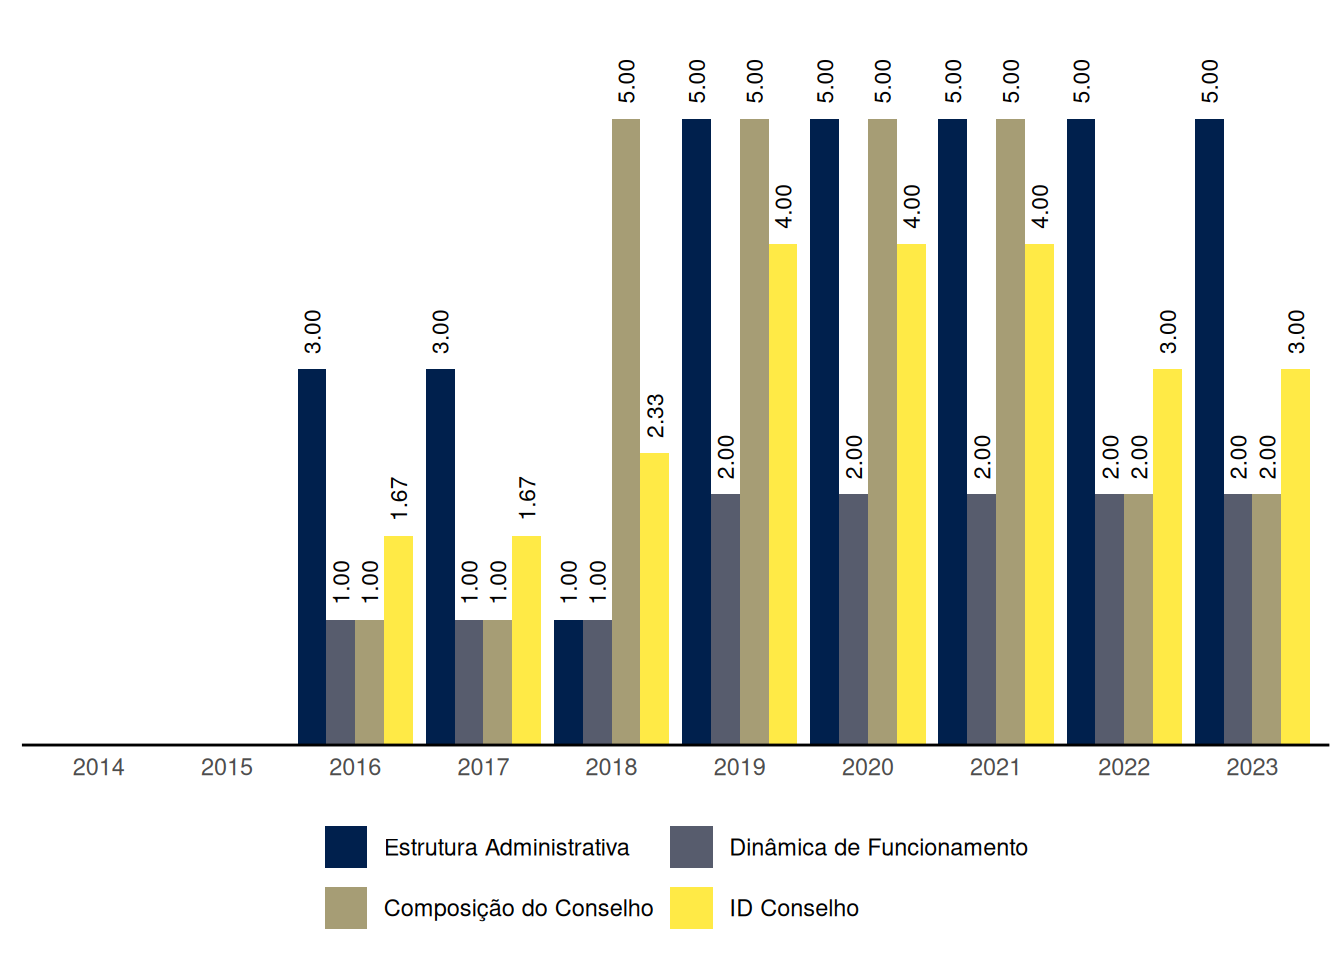 5.00 5.00 5.00 5.00 5.00 5.00 5.00 5.00 5.00
4.00 4.00 4.00
3.00 3.00 3.00 3.00
2.33
2.00 2.00 2.00 2.00 2.00 2.00 2.00
1.67 1.67
1.00 1.00 1.00 1.00 1.00 1.00
2014 2015 2016 2017 2018 2019 2020 2021 2022 2023
Estrutura Administrativa Dinâmica de Funcionamento
Composição do Conselho ID Conselho